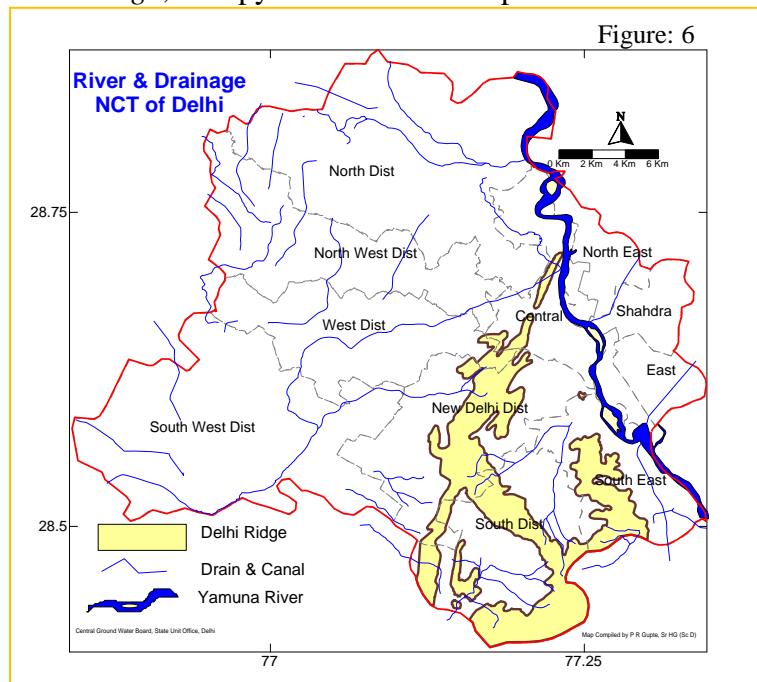 Figure: 6
River & Drainage
NCT of Delhi
N
0 Km 2 Km 4 Km 6 Km
North Dist
28.75
North West Dist
North East
Central
Shahdra
West Dist
East
New Delhi Dist
South West Dist
South East
South Dist
28.5
Delhi Ridge
Drain & Canal
Yamuna River
Central Ground Water Board, State Unit Office, Delhi
Map Compiled by P R Gupte, Sr HG (Sc D)
77
77.25